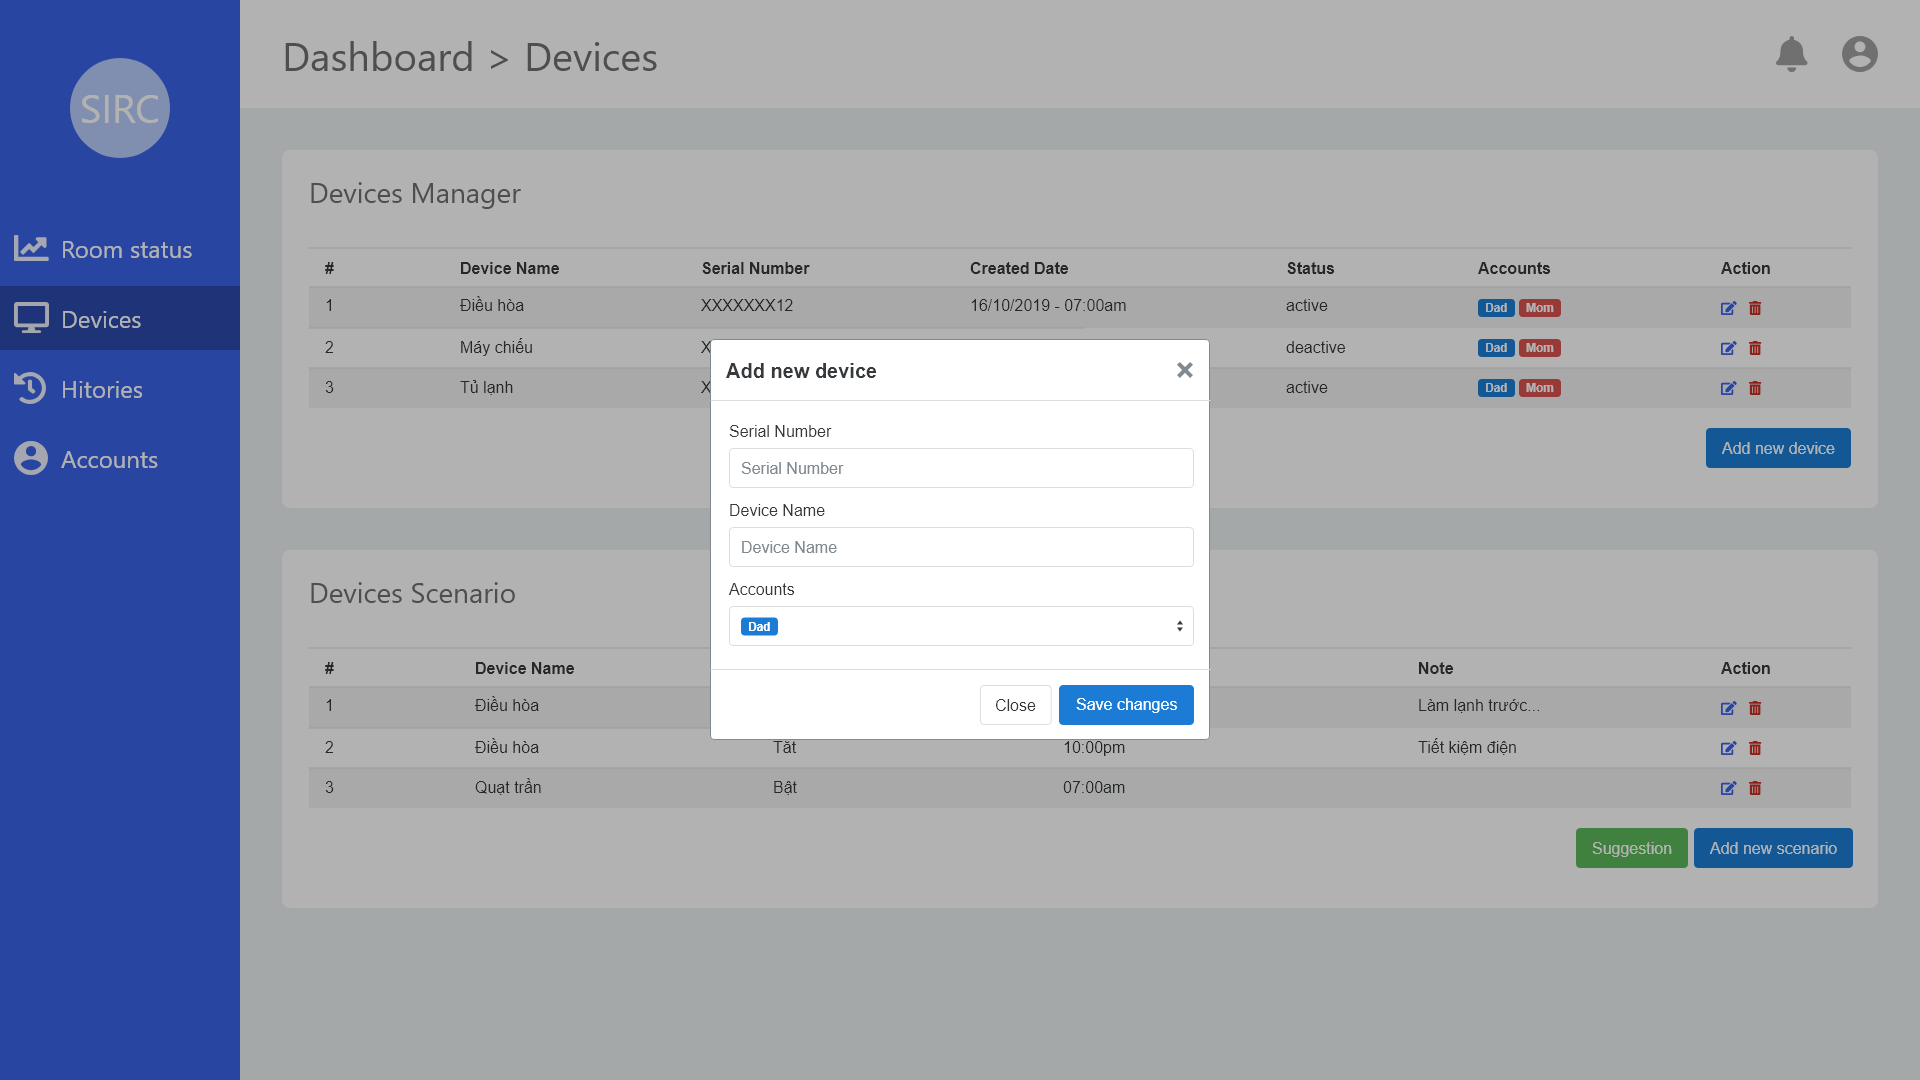 SIRC
Dashboard > Devices
Room status
Devices
Hitories
Accounts
Devices Manager
# Device Name Serial Number Created Date Status Accounts Action
1 Điều hòa XXXXXXX12 16/10/2019 - 07:00am active Dad Mom
2 Máy chiếu X deactive Dad Mom
3 Tủ lạnh X active Dad Mom
Add new device
Add new device
Serial Number
Serial Number
Device Name
Device Name
Accounts
Dad
Close Save changes
Devices Scenario
# Device Name Note Action
1 Điều hòa Làm lạnh trước...
2 Điều hòa Tắt 10:00pm Tiết kiệm điện
3 Quạt trần Bật 07:00am
Suggestion Add new scenario